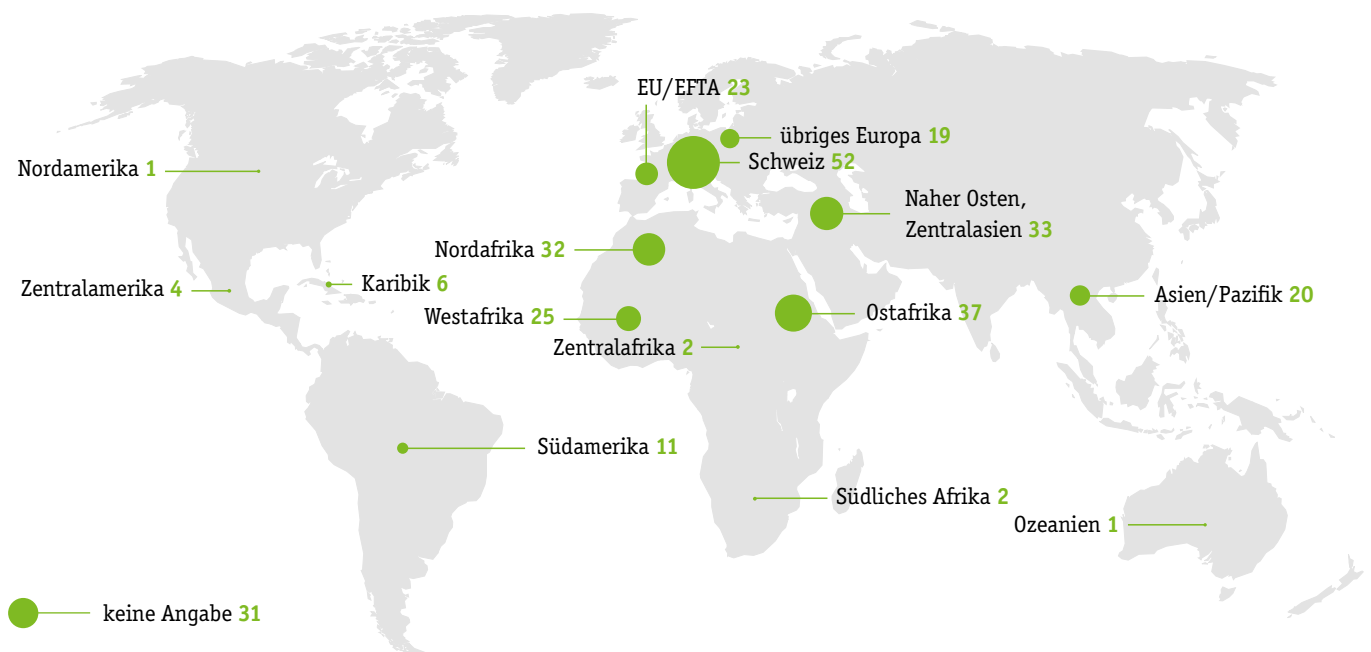 EU/EFTA 23
übriges Europa 19
Schweiz 52
Nordamerika 1
Naher Osten,
Zentralasien 33
Nordafrika 32
Zentralamerika 4
Karibik 6
Asien/Pazifik 20
Westafrika 25
Ostafrika 37
Zentralafrika 2
Südamerika 11
Südliches Afrika 2
Ozeanien 1
keine Angabe 31